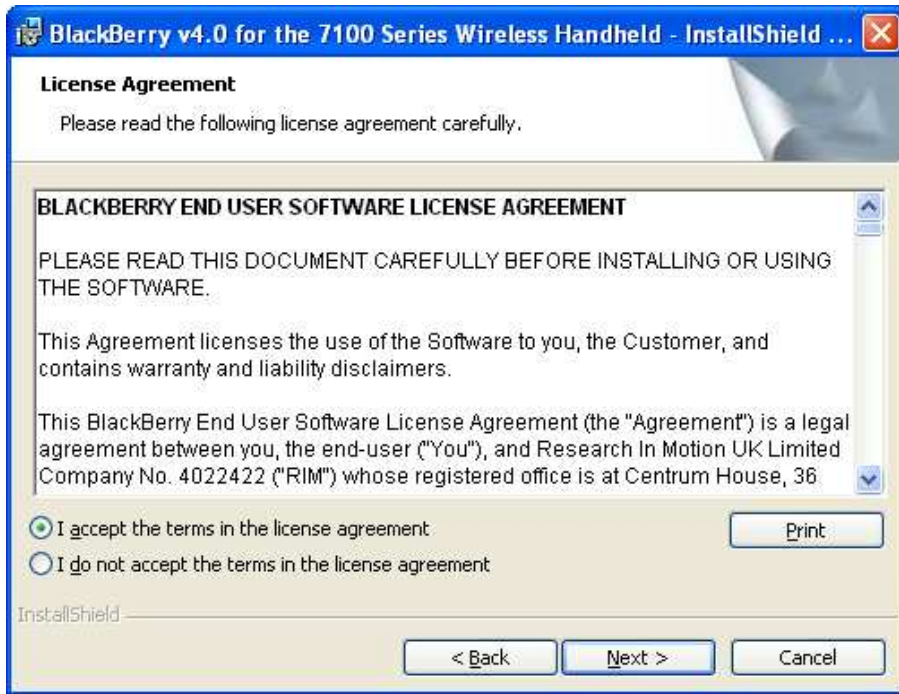 BlackBerry v4.0 for the 7100 Series Wireless Handheld - InstallShield ...
License Agreement
Please read the following license agreement carefully.
BLACKBERRY END USER SOFTWARE LICENSE AGREEMENT
PLEASE READ THIS DOCUMENT CAREFULLY BEFORE INSTALLING OR USING
THE SOFTWARE.
This Agreement licenses the use of the Software to you, the Customer, and
contains warranty and liability disclaimers.
This BlackBerry End User Software License Agreement (the "Agreement") is a legal
agreement between you, the end-user ("You"), and Research In Motion UK Limited
Company No. 4022422 ("RIM") whose registered office is at Centrum House, 36
I accept the terms in the license agreement
Print
I do not accept the terms in the license agreement
InstallShield
< Back
Next >
Cancel